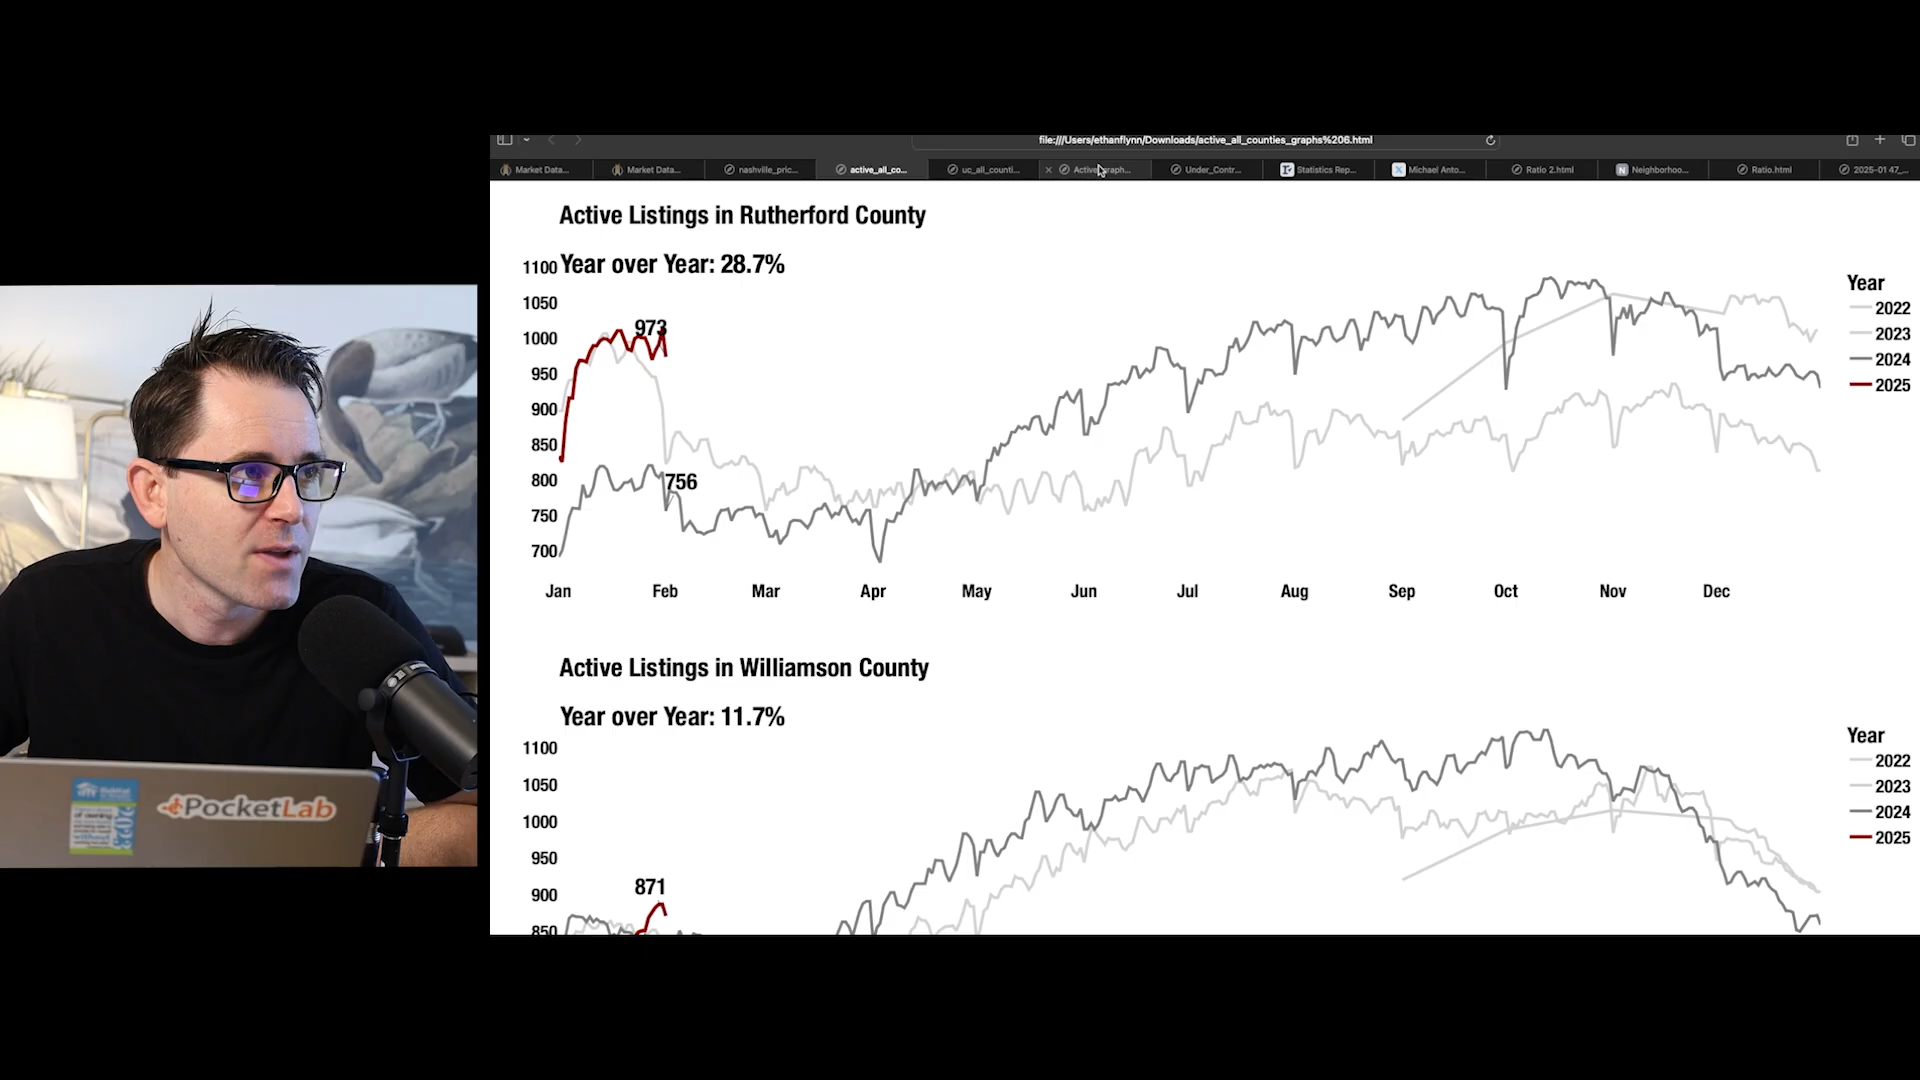 file:///Users/ethanflynn/Downloads/active_all_counties_graphs%206.html
Market Data...
Market Data...
nashville_pric...
active_all_co...
uc_all_counti...
Under_Contr...
Statistics Rep...
Michael Anto...
Ratio 2.html
Neighborhoo...
Ratio.html
2025-01 47_...
Active Listings in Rutherford County
Year over Year: 28.7%
1100
1050
1000
950
900
850
800
750
700
973
756
Jan Feb Mar Apr May Jun Jul Aug Sep Oct Nov Dec
Year
2022
2023
2024
2025
Active Listings in Williamson County
Year over Year: 11.7%
1100
1050
1000
950
900
850
871
Year
2022
2023
2024
2025
PocketLab